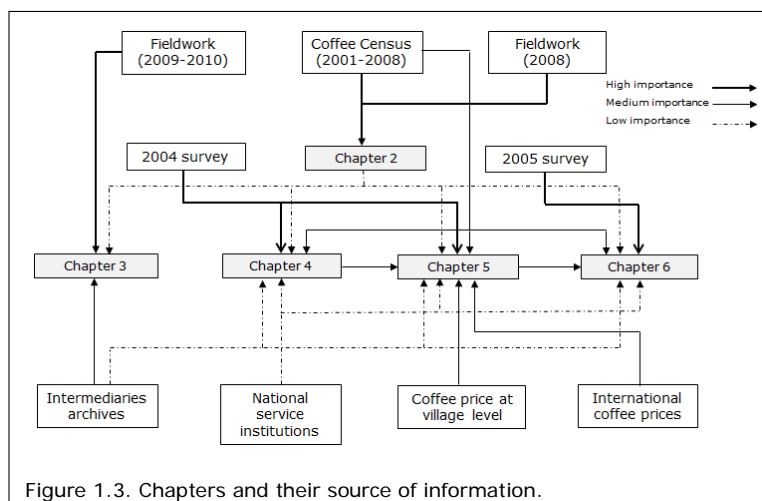 Fieldwork
(2009-2010)
Coffee Census
(2001-2008)
Fieldwork
(2008)
High importance
Medium importance
Low importance
2004 survey
Chapter 2
2005 survey
Chapter 3
Chapter 4
Chapter 5
Chapter 6
Intermediaries
archives
National
service
institutions
Coffee price at
village level
International
coffee prices
Figure 1.3. Chapters and their source of information.